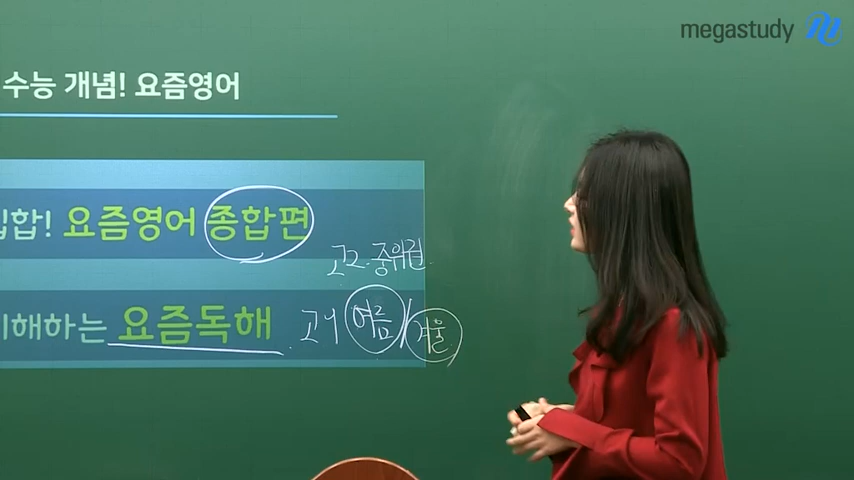 megastudy
수능 개념! 요즘영어
집합! 요즘영어 종합편
고2. 중위권
이해하는 요즘독해 고1 여름/겨울